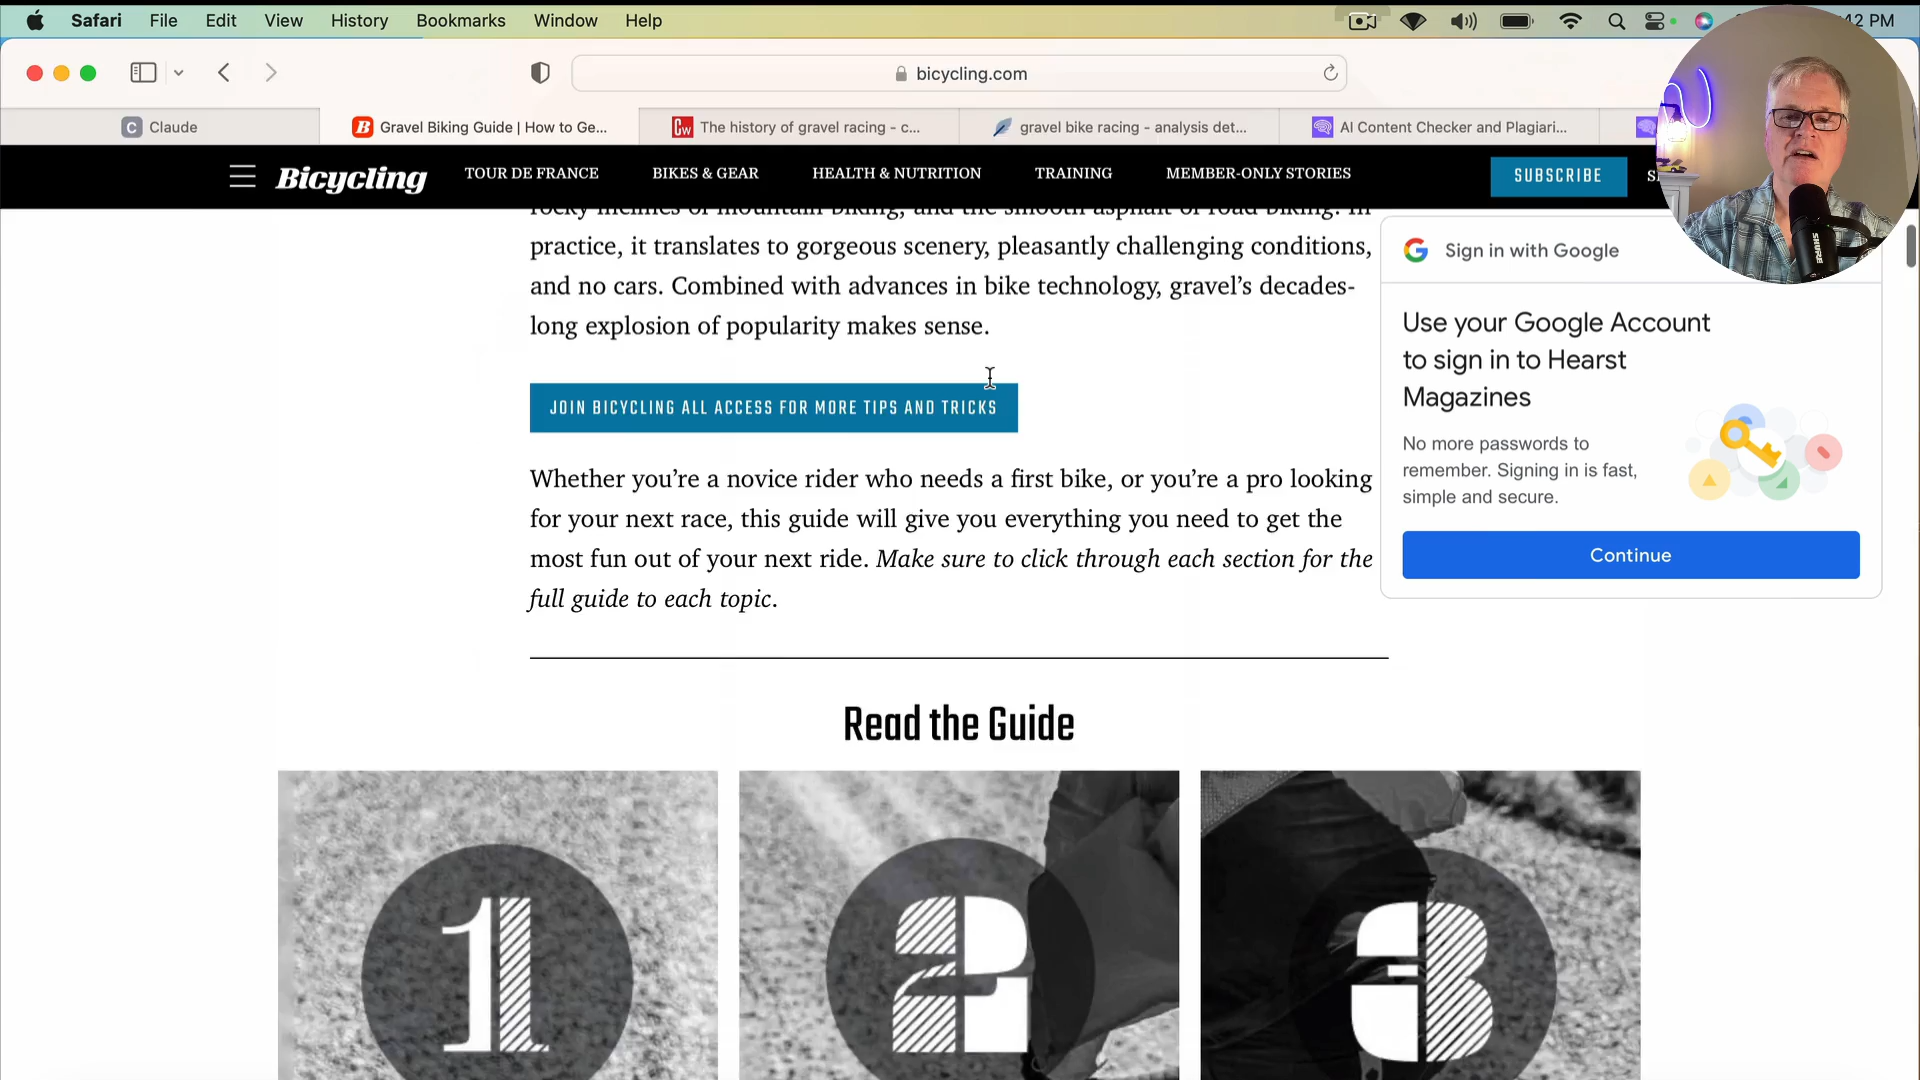 Safari File Edit View History Bookmarks Window Help
42 PM
bicycling.com
C Claude
B Gravel Biking Guide | How to Ge...
CW The history of gravel racing - c...
gravel bike racing - analysis det...
AI Content Checker and Plagiari...
Bicycling TOUR DE FRANCE BIKES & GEAR HEALTH & NUTRITION TRAINING MEMBER-ONLY STORIES SUBSCRIBE
rocky inclines of mountain biking, and the smooth asphalt of road biking. In
practice, it translates to gorgeous scenery, pleasantly challenging conditions,
and no cars. Combined with advances in bike technology, gravel’s decades-
long explosion of popularity makes sense.
JOIN BICYCLING ALL ACCESS FOR MORE TIPS AND TRICKS
Whether you’re a novice rider who needs a first bike, or you’re a pro looking
for your next race, this guide will give you everything you need to get the
most fun out of your next ride. Make sure to click through each section for the
full guide to each topic.
Sign in with Google
Use your Google Account
to sign in to Hearst
Magazines
No more passwords to
remember. Signing in is fast,
simple and secure.
Continue
SHURE
Read the Guide
1 2 3